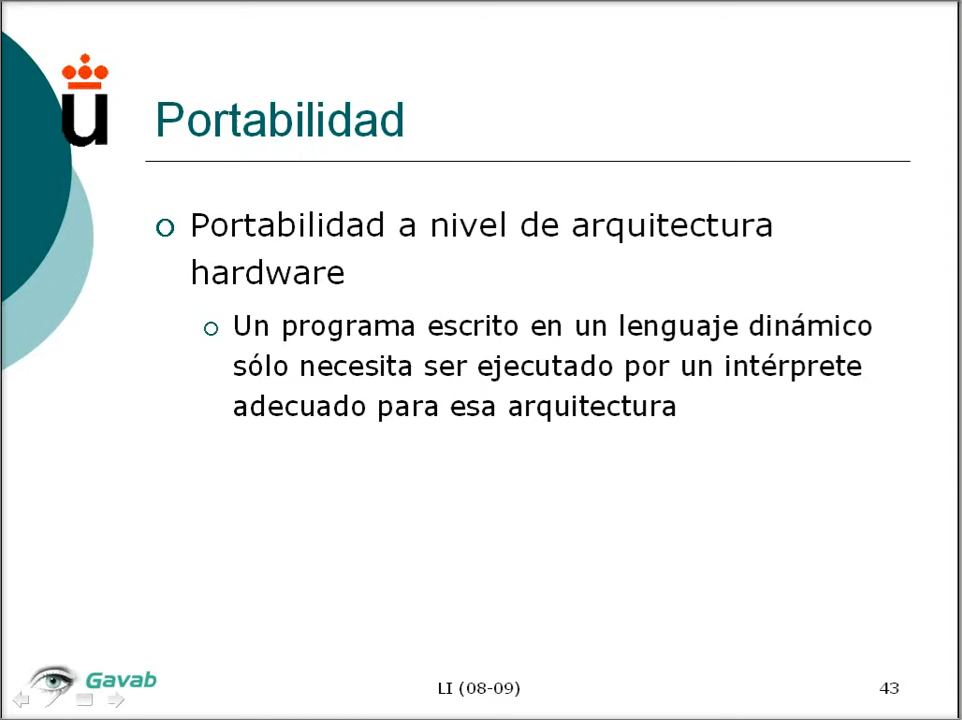 u
Portabilidad
Portabilidad a nivel de arquitectura
hardware
Un programa escrito en un lenguaje dinámico
sólo necesita ser ejecutado por un intérprete
adecuado para esa arquitectura
Gavab
LI (08-09)
43